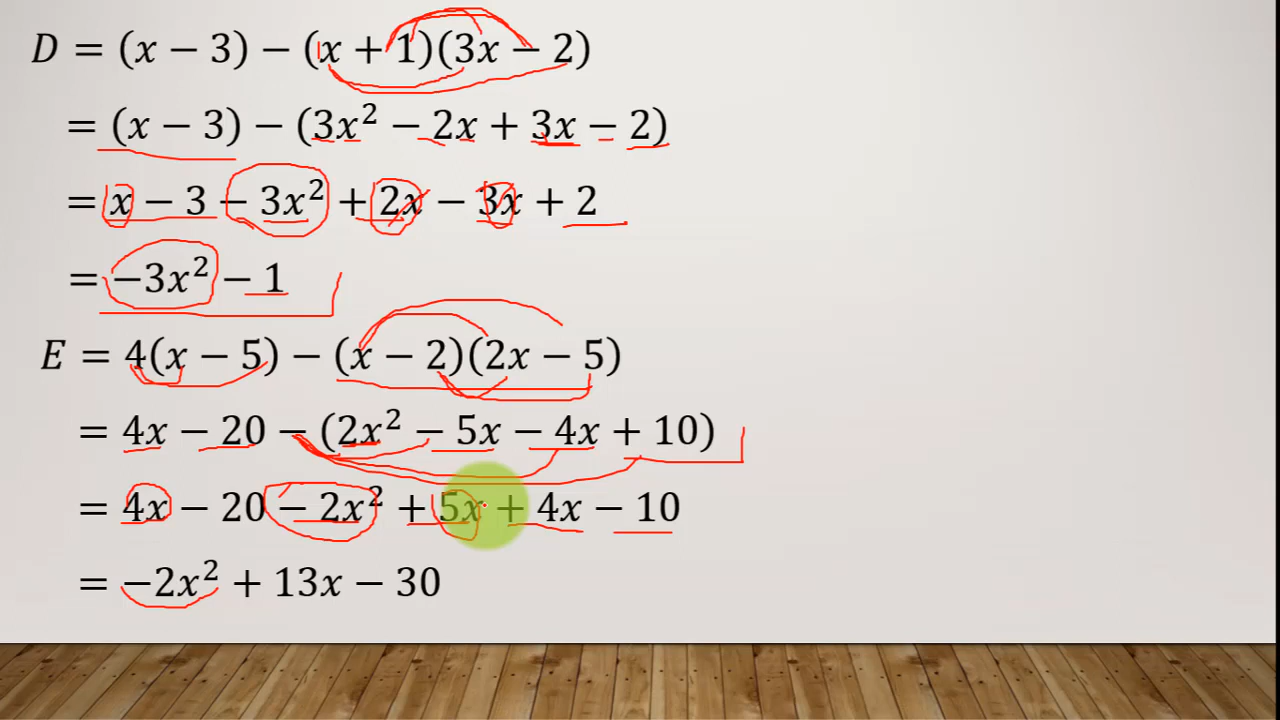 D = (x − 3) − (x + 1)(3x − 2)
= (x − 3) − (3x² − 2x + 3x − 2)
= x − 3 − 3x² + 2x − 3x + 2
= −3x² − 1
E = 4(x − 5) − (x − 2)(2x − 5)
= 4x − 20 − (2x² − 5x − 4x + 10)
= 4x − 20 − 2x² + 5x + 4x − 10
= −2x² + 13x − 30